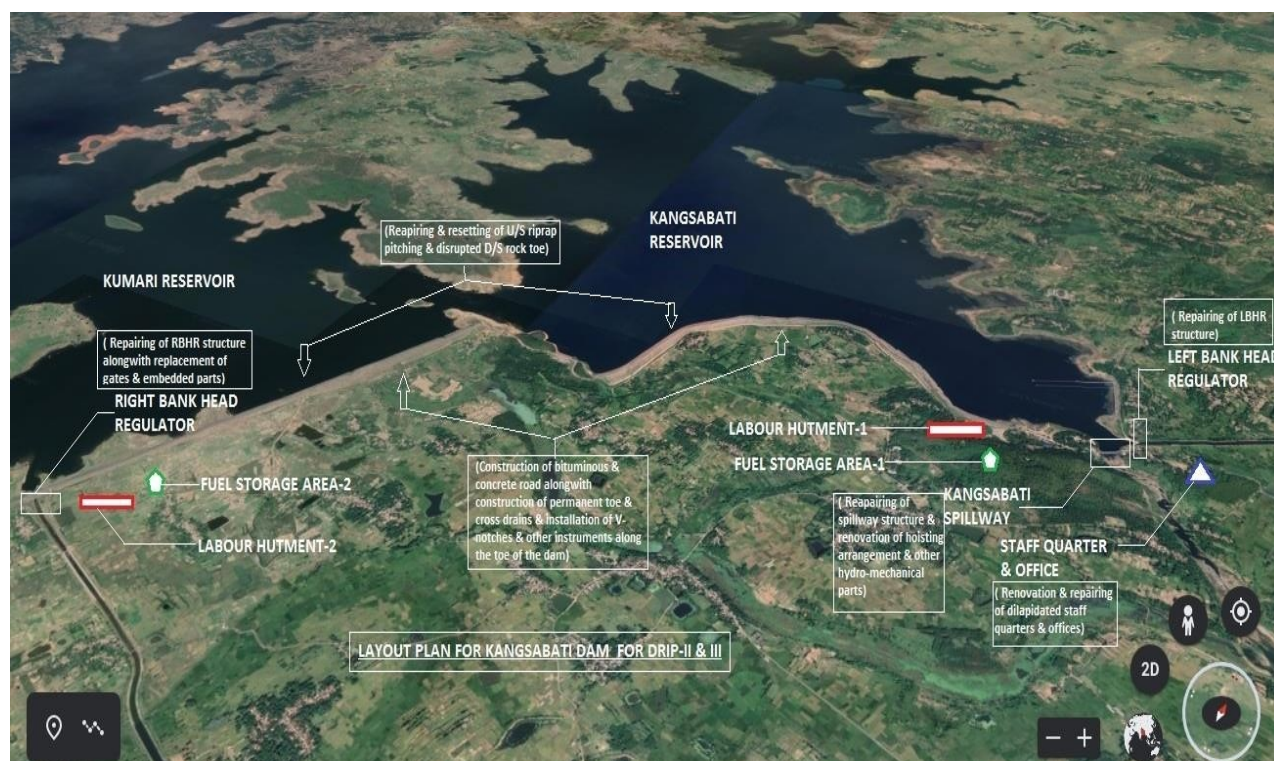 (Reapiring & resetting of U/S riprap
pitching & disrupted D/S rock toe)
KANGSABATI
RESERVOIR
KUMARI RESERVOIR
( Repairing of RBHR structure
alongwith replacement of
gates & embedded parts)
RIGHT BANK HEAD
REGULATOR
( Repairing of LBHR
structure)
LEFT BANK HEAD
REGULATOR
LABOUR HUTMENT-1
FUEL STORAGE AREA-1
FUEL STORAGE AREA-2
LABOUR HUTMENT-2
(Construction of bituminous &
concrete road alongwith
construction of permanent toe &
cross drains & installation of V-
notches & other instruments along
the toe of the dam)
( Reapairing of
spillway structure &
renovation of hoisting
arrangement & other
hydro-mechanical
parts)
KANGSABATI
SPILLWAY
STAFF QUARTER
& OFFICE
( Renovation & repairing
of dilapidated staff
quarters & offices)
LAYOUT PLAN FOR KANGSABATI DAM FOR DRIP-II & III
2D